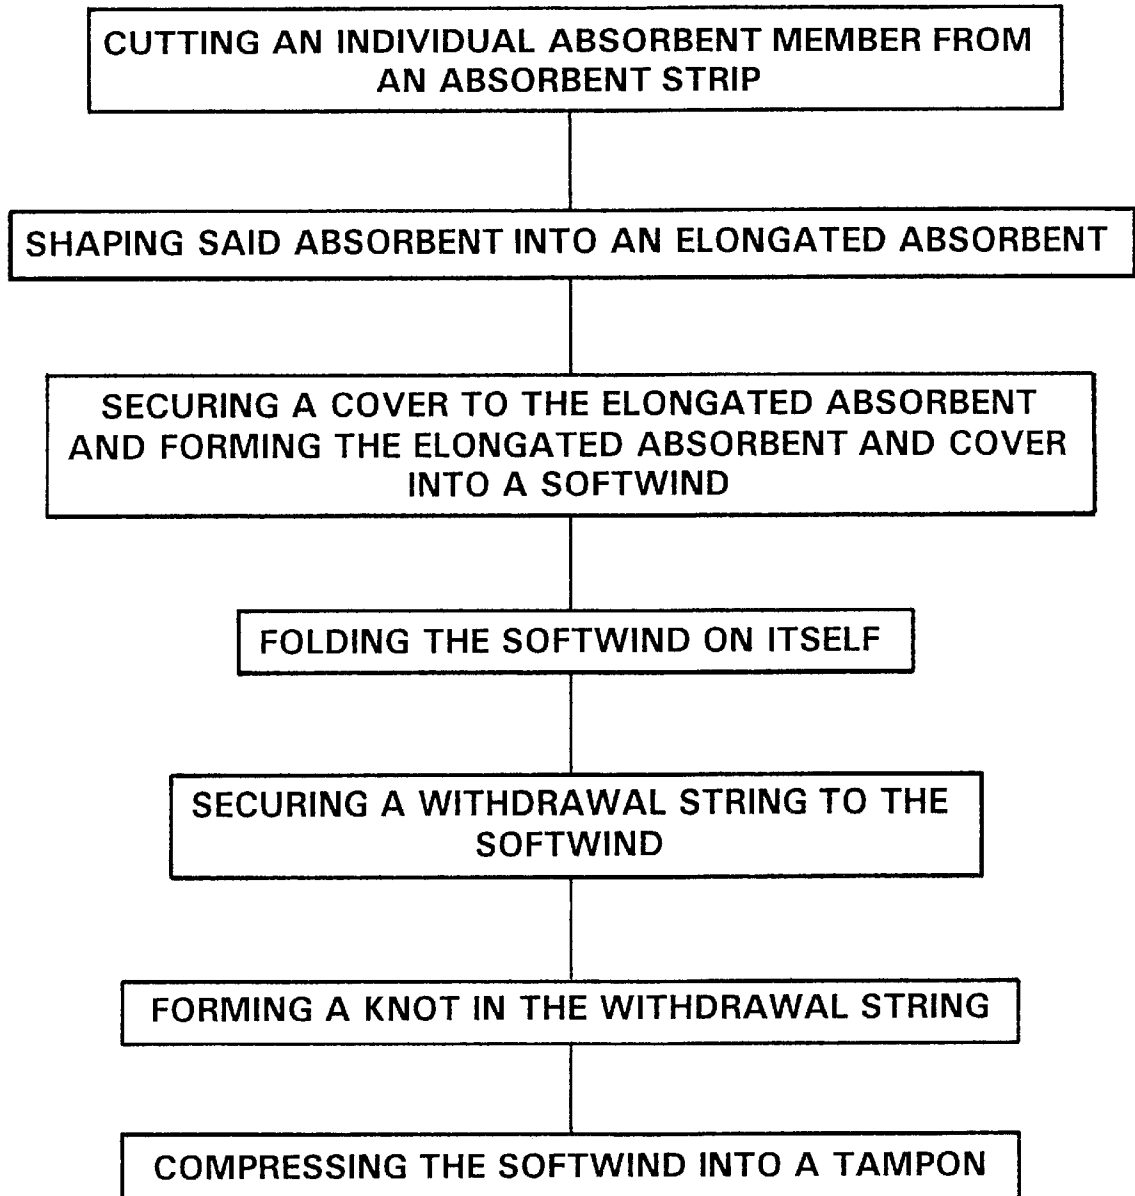 CUTTING AN INDIVIDUAL ABSORBENT MEMBER FROM
AN ABSORBENT STRIP
SHAPING SAID ABSORBENT INTO AN ELONGATED ABSORBENT
SECURING A COVER TO THE ELONGATED ABSORBENT
AND FORMING THE ELONGATED ABSORBENT AND COVER
INTO A SOFTWIND
FOLDING THE SOFTWIND ON ITSELF
SECURING A WITHDRAWAL STRING TO THE
SOFTWIND
FORMING A KNOT IN THE WITHDRAWAL STRING
COMPRESSING THE SOFTWIND INTO A TAMPON